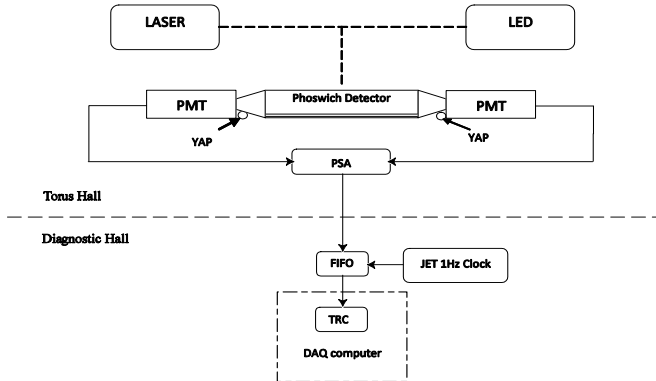 LASER
LED
PMT
Phoswich Detector
PMT
YAP
YAP
PSA
Torus Hall
Diagnostic Hall
FIFO
JET 1Hz Clock
TRC
DAQ computer